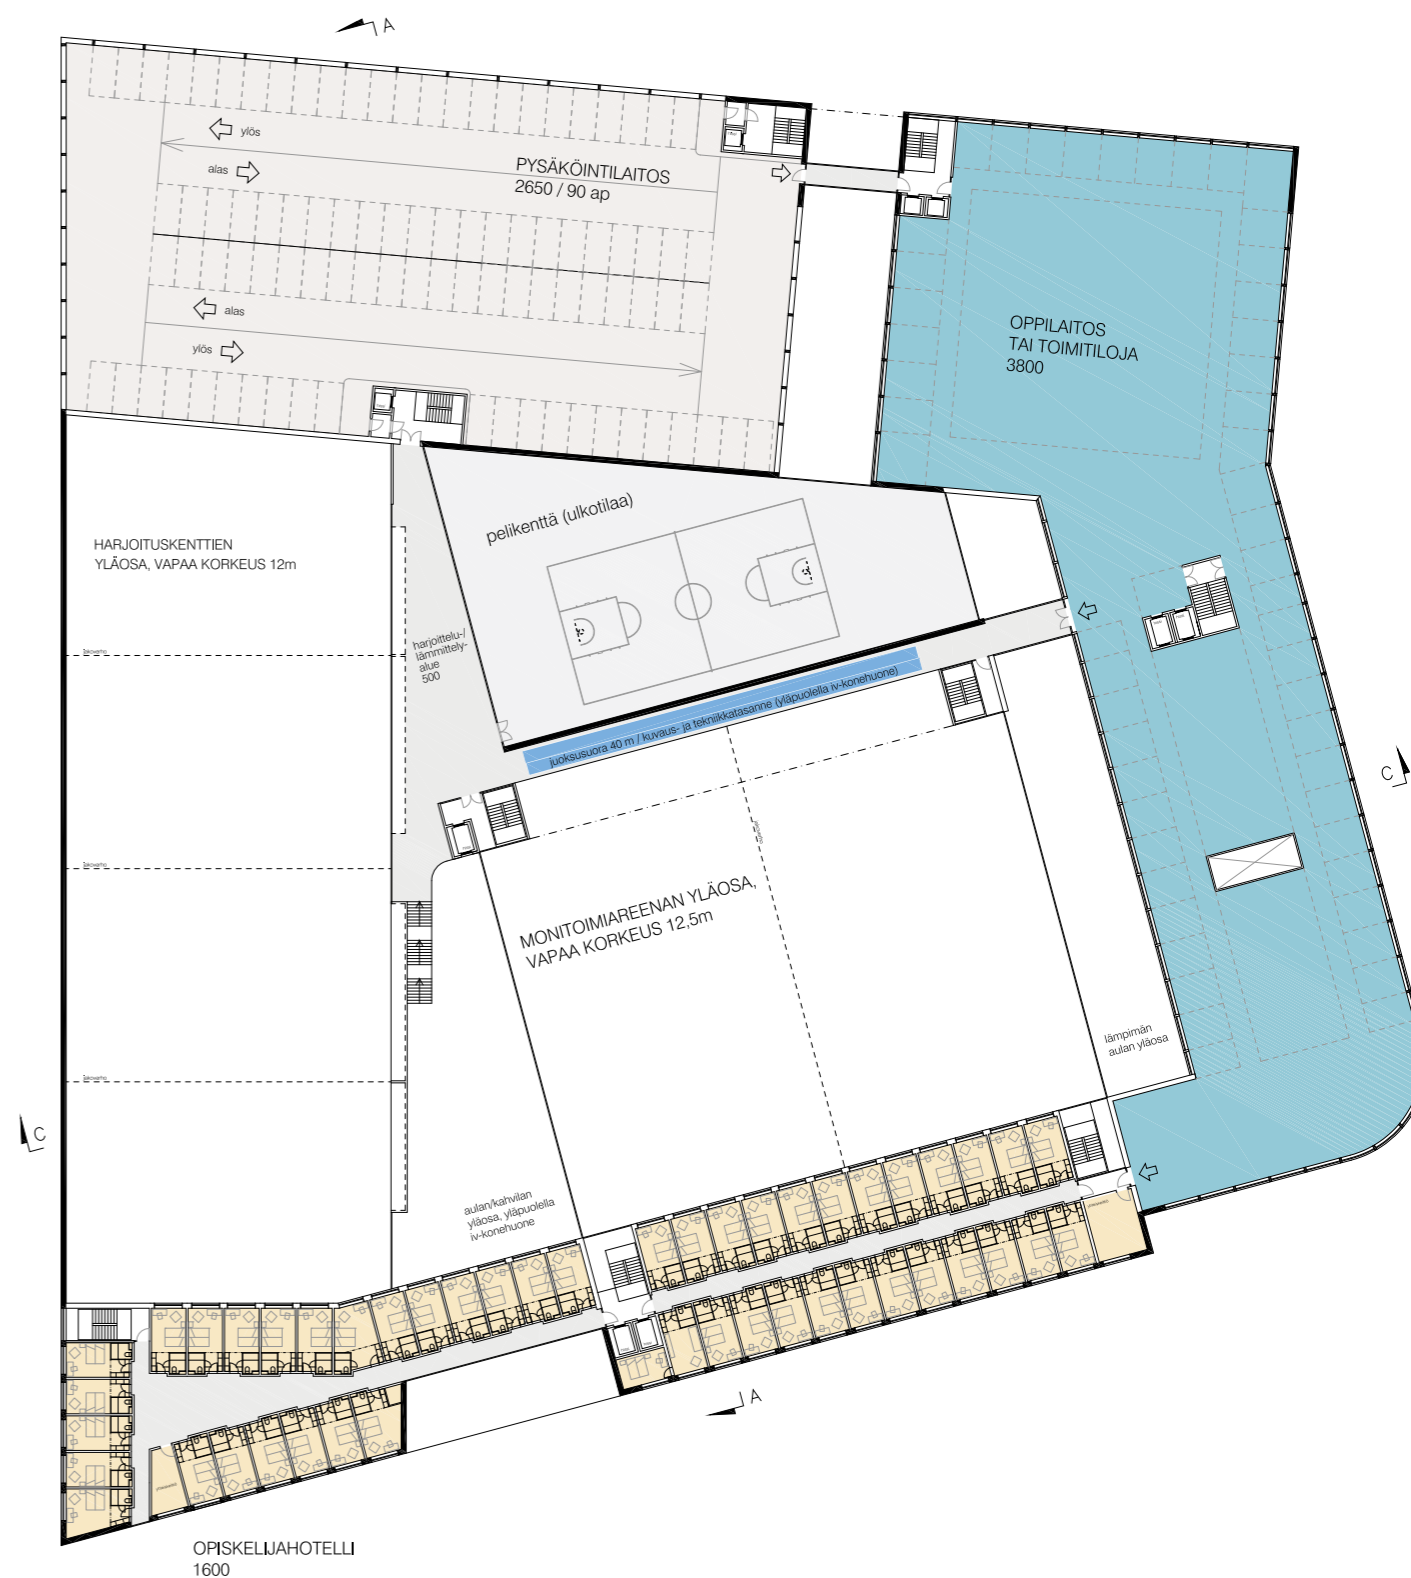 A
ylös
alas
PYSÄKÖINTILAITOS
2650 / 90 ap
alas
ylös
OPPILAITOS
TAI TOIMITILOJA
3800
pelikenttä (ulkotilaa)
HARJOITUSKENTTIEN
YLÄOSA, VAPAA KORKEUS 12m
harjoittelu-/
lämmittely-
alue
500
juoksusuora 40 m / kuvaus- ja tekniikkatasanne (yläpuolella iv-konehuone)
C
MONITOIMIAREENAN YLÄOSA,
VAPAA KORKEUS 12,5m
lämpimän
aulan yläosa
C
aulan/kahvilan
yläosa, yläpuolella
iv-konehuone
A
OPISKELIJAHOTELLI
1600